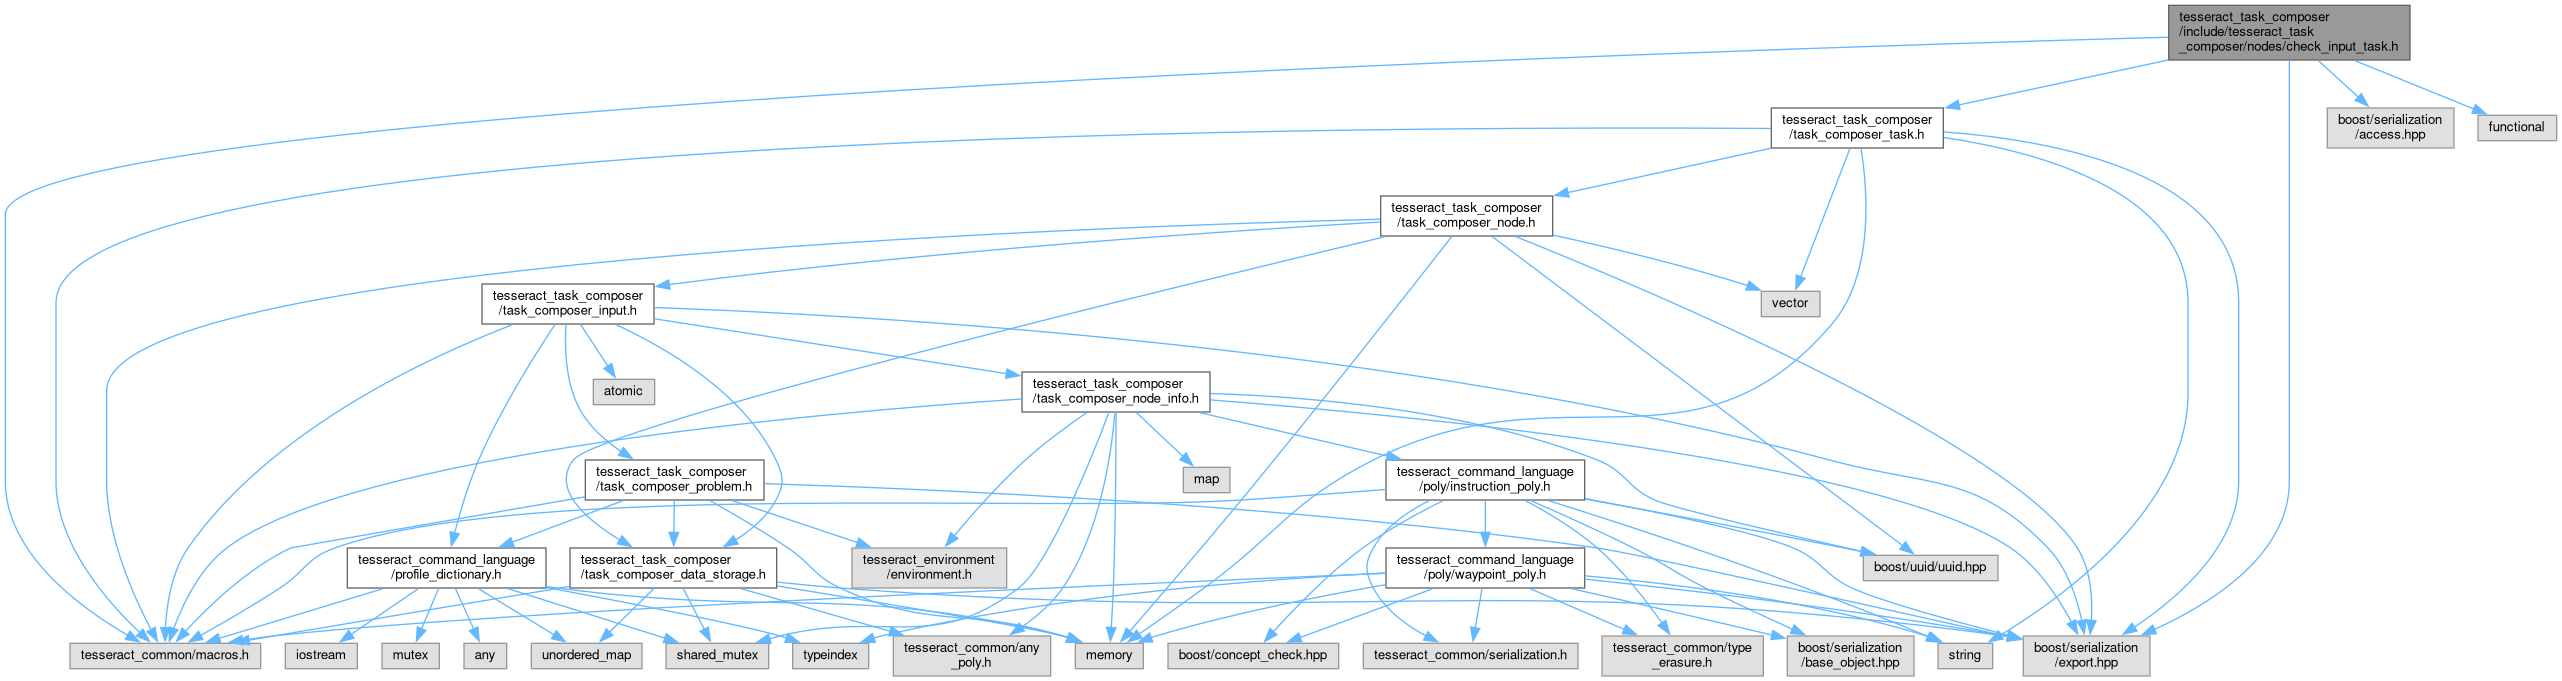 tesseract_task_composer
/include/tesseract_task
_composer/nodes/check_input_task.h
tesseract_task_composer
/task_composer_task.h
boost/serialization
/access.hpp
functional
tesseract_task_composer
/task_composer_node.h
tesseract_task_composer
/task_composer_input.h
vector
atomic
tesseract_task_composer
/task_composer_node_info.h
tesseract_task_composer
/task_composer_problem.h
map
tesseract_command_language
/poly/instruction_poly.h
tesseract_command_language
/profile_dictionary.h
tesseract_task_composer
/task_composer_data_storage.h
tesseract_environment
/environment.h
tesseract_command_language
/poly/waypoint_poly.h
boost/uuid/uuid.hpp
tesseract_common/macros.h
iostream
mutex
any
unordered_map
shared_mutex
typeindex
tesseract_common/any
_poly.h
memory
boost/concept_check.hpp
tesseract_common/serialization.h
tesseract_common/type
_erasure.h
boost/serialization
/base_object.hpp
string
boost/serialization
/export.hpp